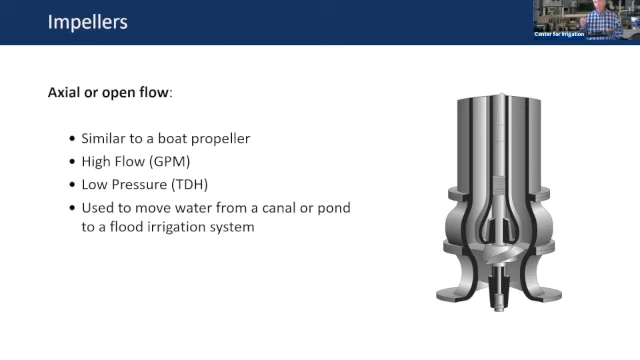 Impellers
Center for Irrigation
Axial or open flow:
• Similar to a boat propeller
• High Flow (GPM)
• Low Pressure (TDH)
• Used to move water from a canal or pond
to a flood irrigation system